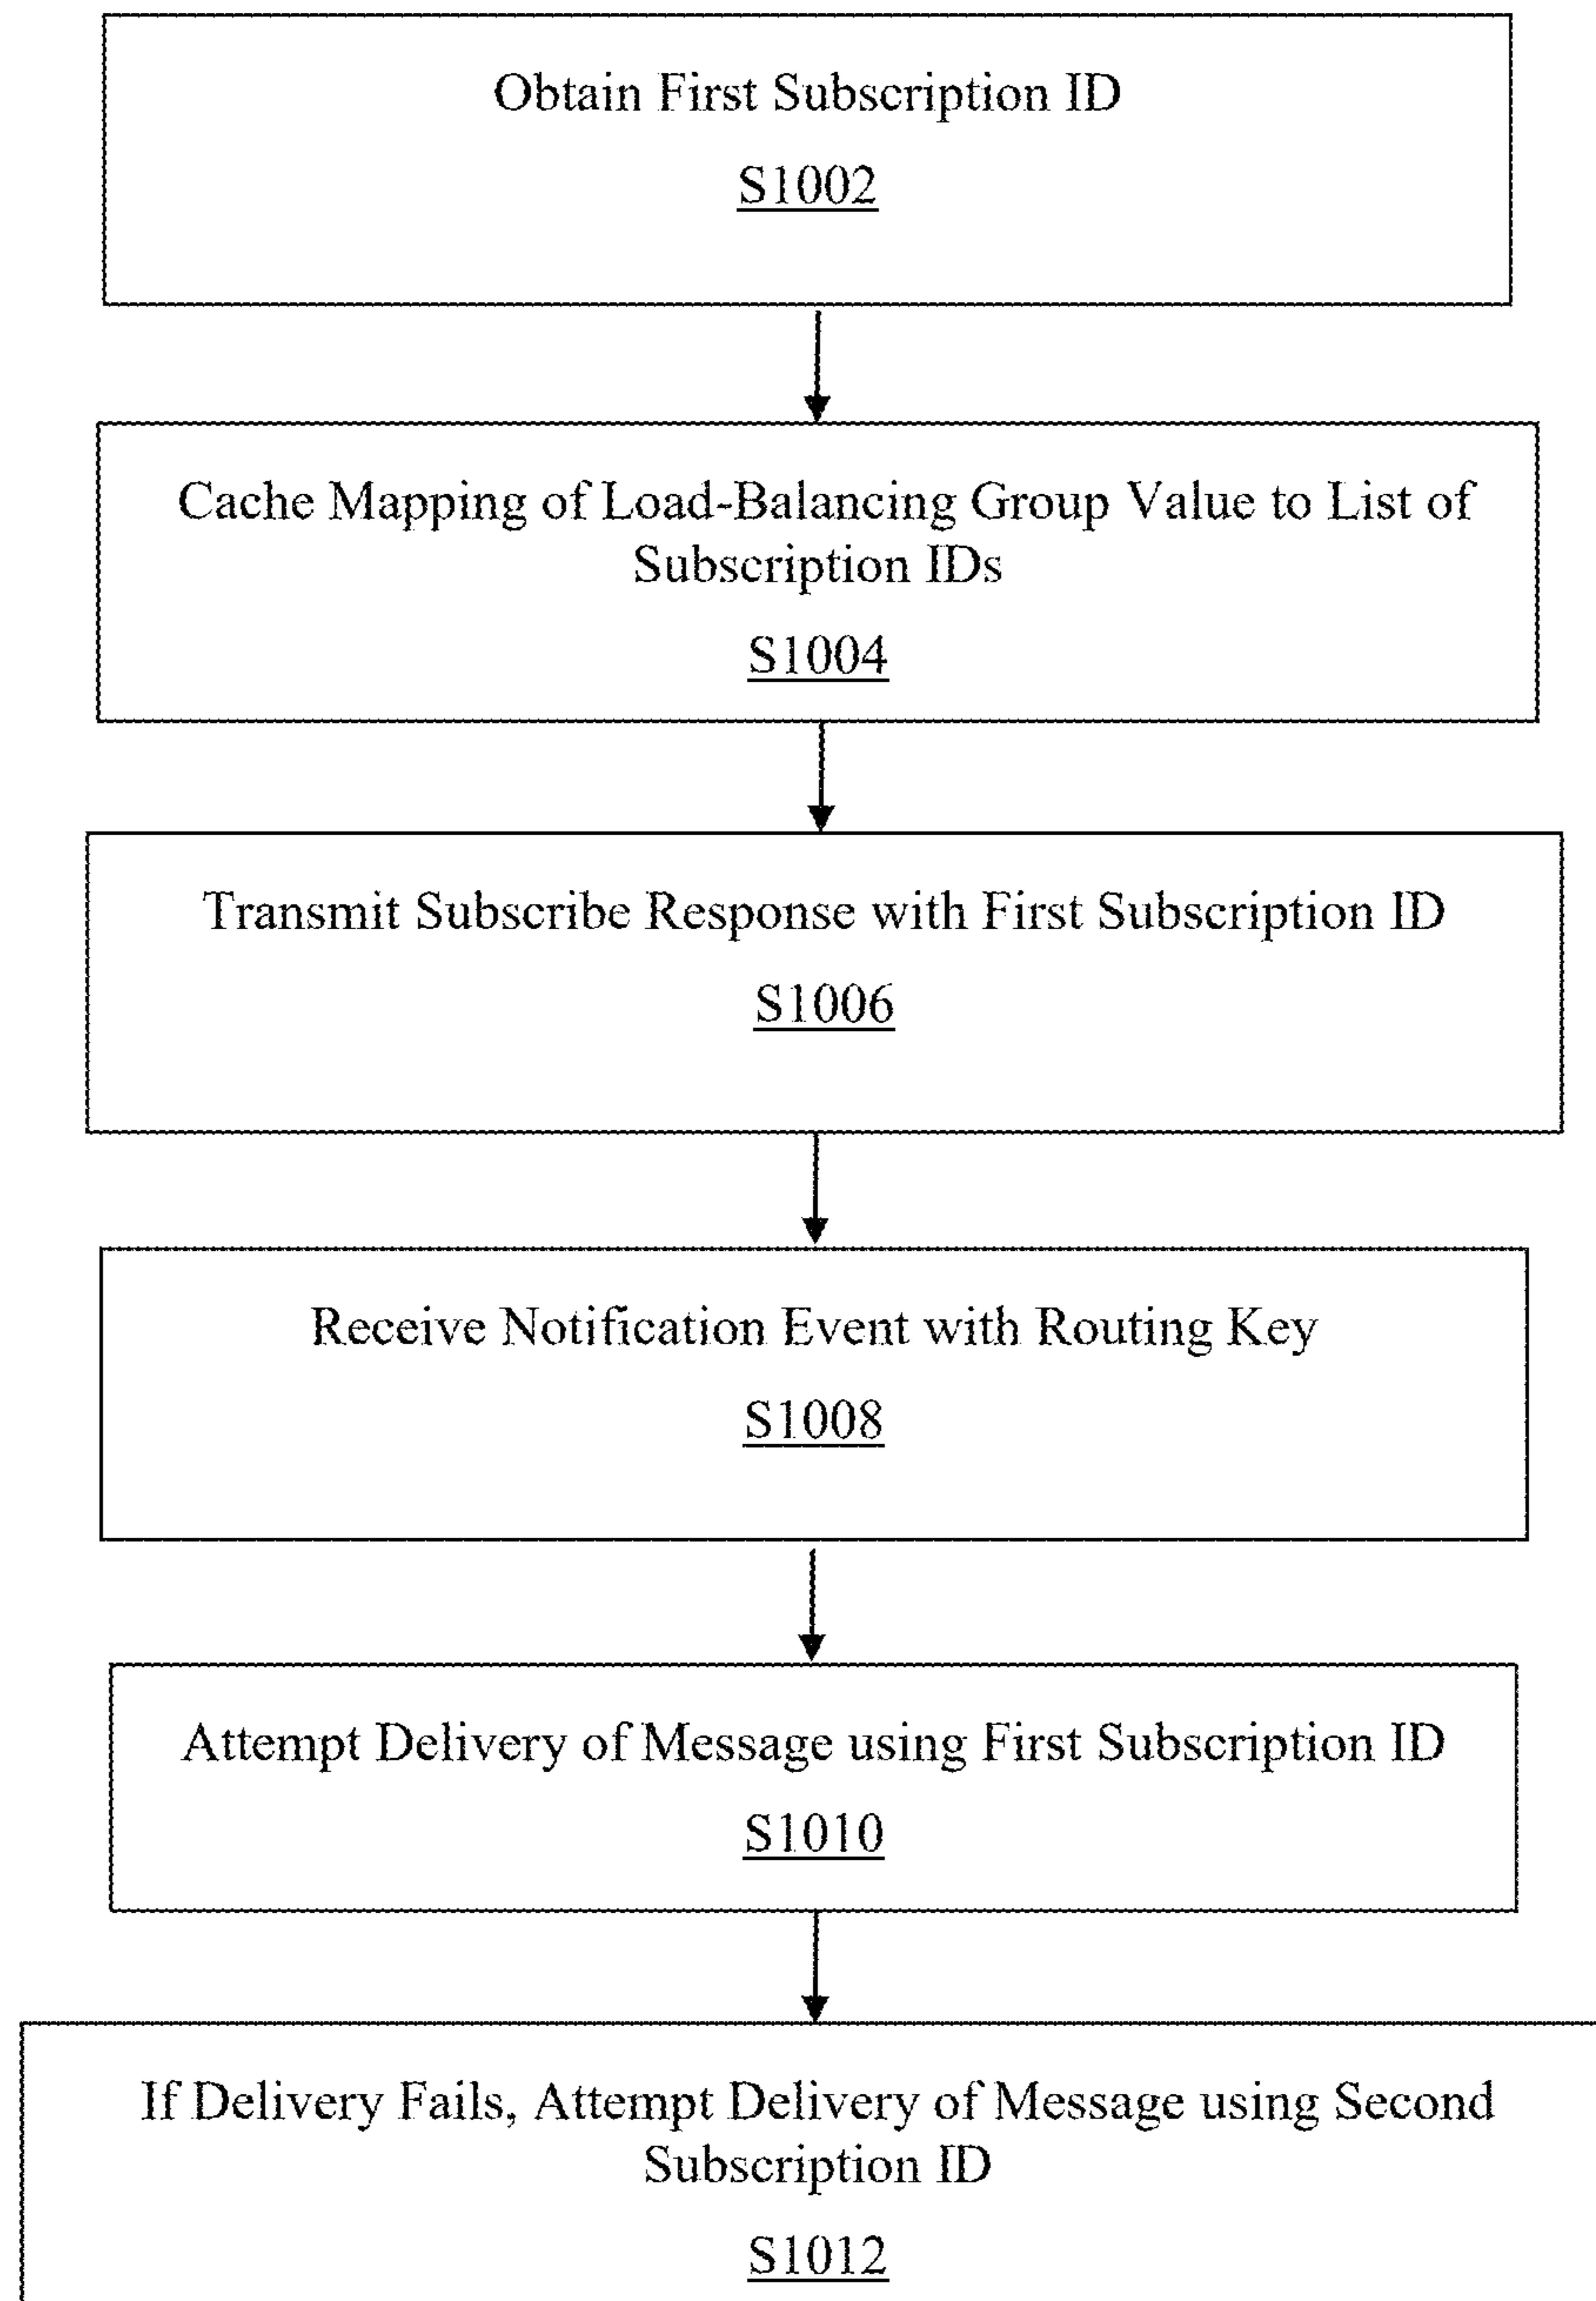 Obtain First Subscription ID
S1002
Cache Mapping of Load-Balancing Group Value to List of
Subscription IDs
S1004
Transmit Subscribe Response with First Subscription ID
S1006
Receive Notification Event with Routing Key
S1008
Attempt Delivery of Message using First Subscription ID
S1010
If Delivery Fails, Attempt Delivery of Message using Second
Subscription ID
S1012